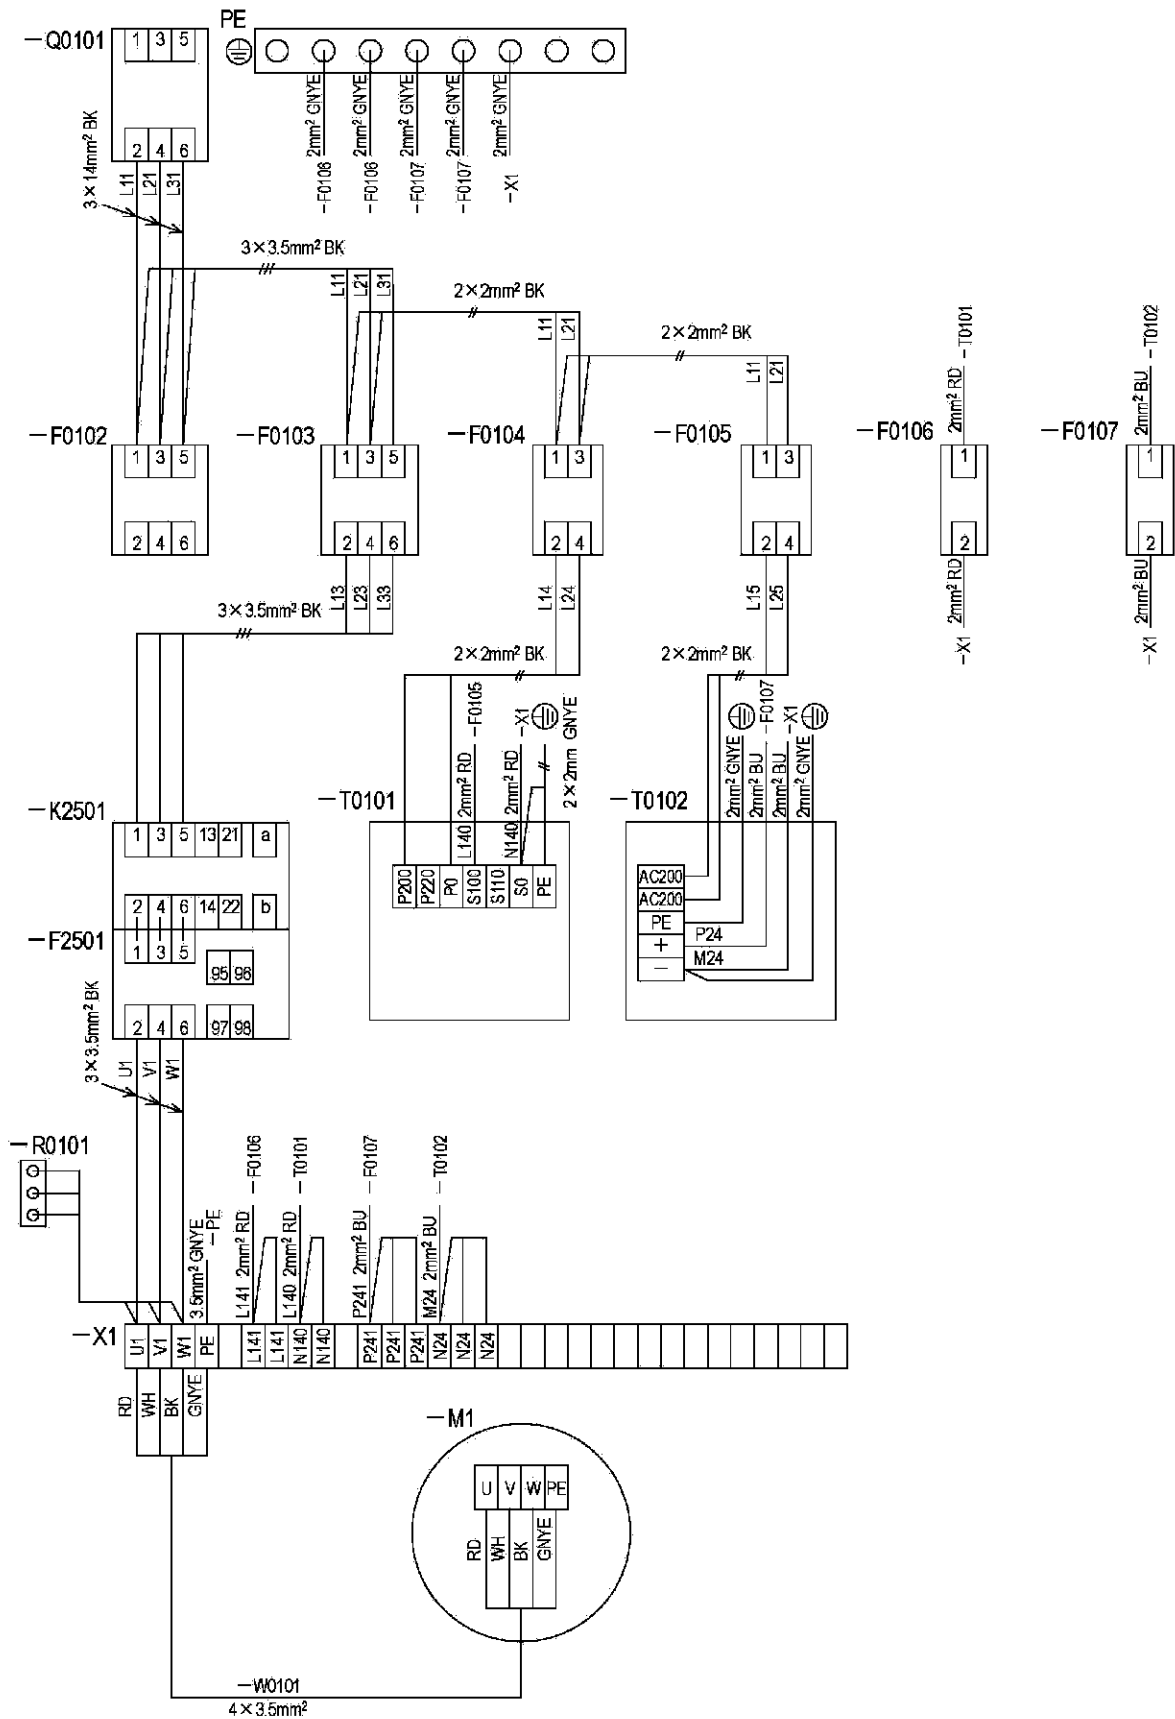 PE
−Q0101 1 3 5
2 4 6
3×14mm² BK
L11 L21 L31
2mm² GNYE −F0106
2mm² GNYE −F0106
2mm² GNYE −F0107
2mm² GNYE −F0107
2mm² GNYE −X1
3×3.5mm² BK
L11 L21 L31
2×2mm² BK
L11 L21
2×2mm² BK
L11 L21
2mm² RD −T0101
2mm² BU −T0102
−F0102 −F0103 −F0104 −F0105 −F0106 −F0107
1 3 5 1 3 5 1 3 1 3 1 1
2 4 6 2 4 6 2 4 2 4 2 2
L13 L23 L33
L14 L24
L15 L25
−X1 2mm² RD
−X1 2mm² BU
3×3.5mm² BK
2×2mm² BK
2×2mm² BK
L140 2mm² RD −F0105
N140 2mm² RD −X1
2×2mm GNYE
2mm² GNYE
2mm² BU −F0107
2mm² BU −X1
2mm² GNYE
−K2501
1 3 5 13 21 a
2 4 6 14 22 b
−F2501
1 3 5
95 96
2 4 6 97 98
−T0101
P200 P220 P0 S100 S110 S0 PE
−T0102
AC200
AC200
PE
+ P24
− M24
3×3.5mm² BK
U1 V1 W1
−R0101
3.5mm² GNYE −PE
L141 2mm² RD −F0106
L140 2mm² RD −T0101
P241 2mm² BU −F0107
M24 2mm² BU −T0102
−X1 U1 V1 W1 PE L141 L141 N140 N140 P241 P241 P241 N24 N24 N24
RD WH BK GNYE
−M1
U V W PE
RD WH BK GNYE
−W0101
4×3.5mm²